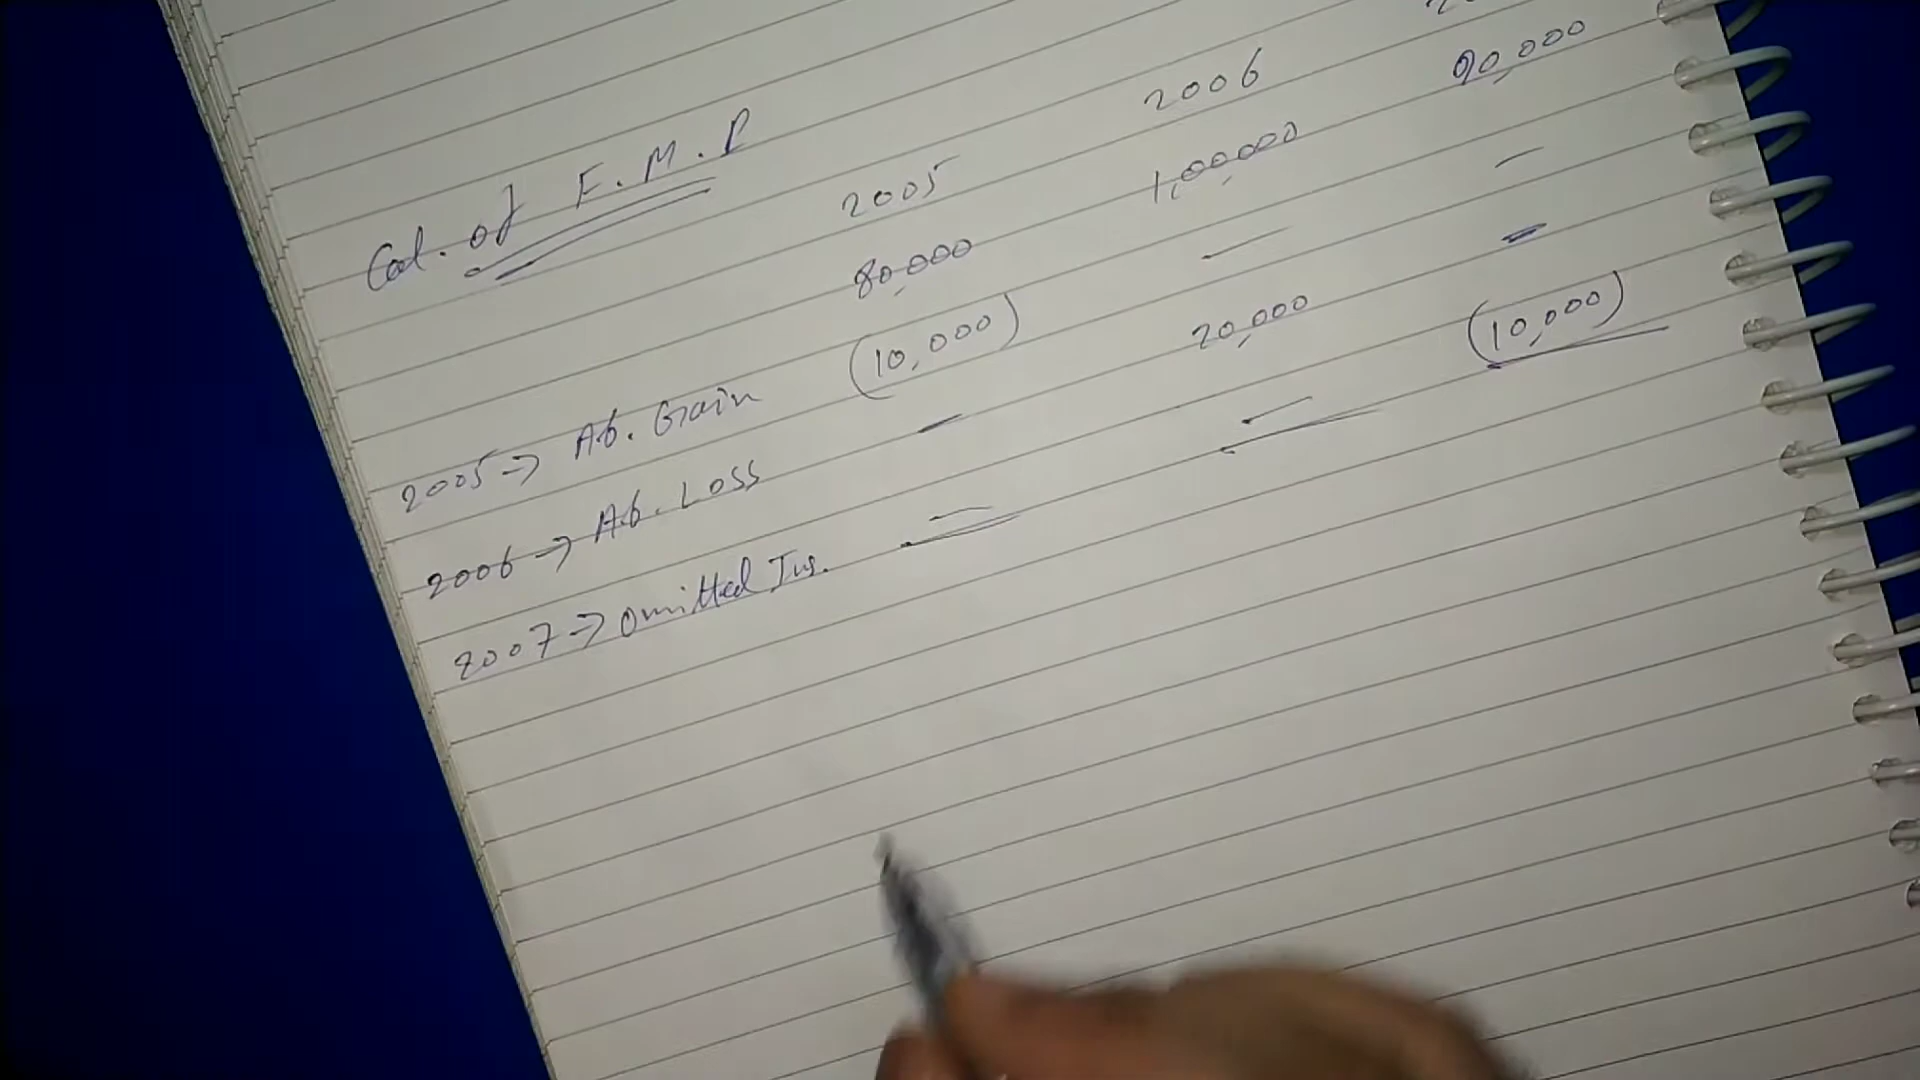 Cal. of F.M.P
2005 2006
80,000 1,00,000 90,000
2005 → Ab. Gain (10,000) — —
2006 → Ab. Loss — 20,000 —
2007 → omitted Ins. — — (10,000)